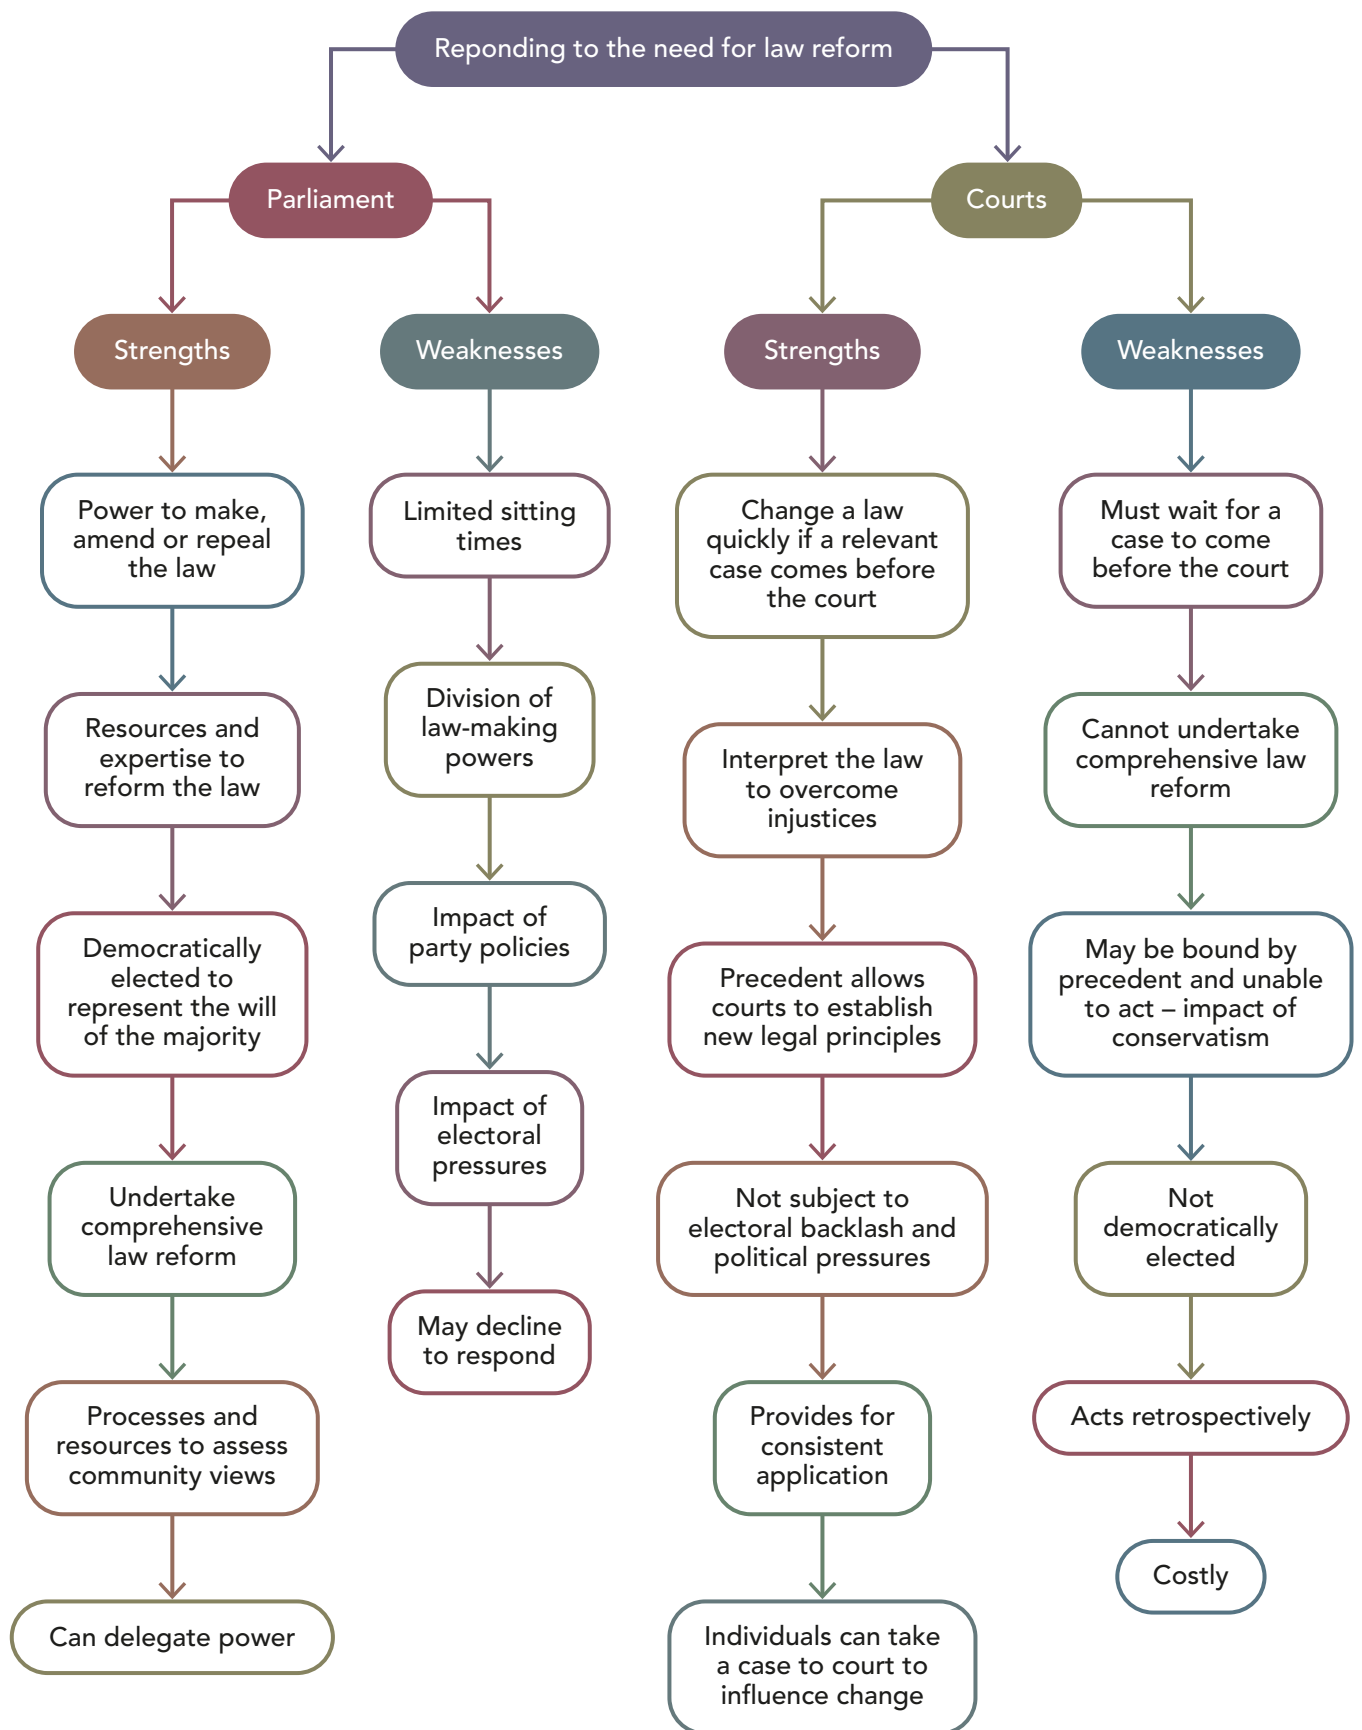 Reponding to the need for law reform
Parliament
Courts
Strengths
Weaknesses
Strengths
Weaknesses
Power to make,
amend or repeal
the law
Resources and
expertise to
reform the law
Democratically
elected to
represent the will
of the majority
Undertake
comprehensive
law reform
Processes and
resources to assess
community views
Can delegate power
Limited sitting
times
Division of
law-making
powers
Impact of
party policies
Impact of
electoral
pressures
May decline
to respond
Change a law
quickly if a relevant
case comes before
the court
Interpret the law
to overcome
injustices
Precedent allows
courts to establish
new legal principles
Not subject to
electoral backlash and
political pressures
Provides for
consistent
application
Individuals can take
a case to court to
influence change
Must wait for a
case to come
before the court
Cannot undertake
comprehensive law
reform
May be bound by
precedent and unable
to act – impact of
conservatism
Not
democratically
elected
Acts retrospectively
Costly